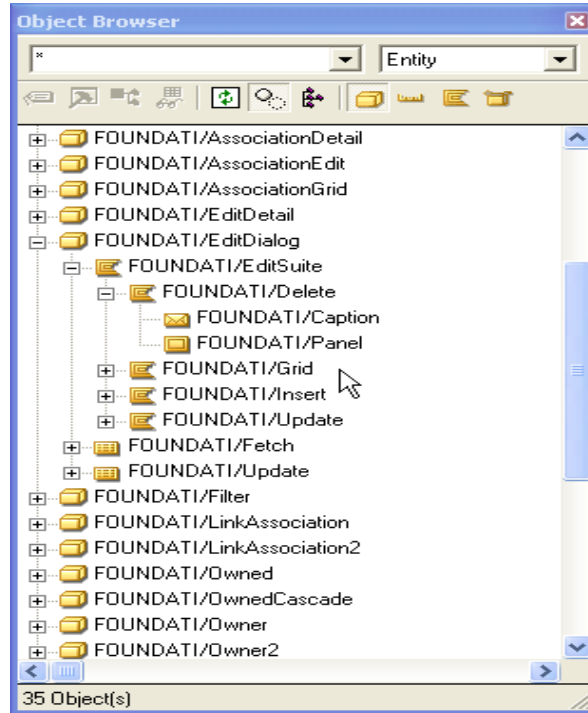 Object Browser
* Entity
FOUNDATI/AssociationDetail
FOUNDATI/AssociationEdit
FOUNDATI/AssociationGrid
FOUNDATI/EditDetail
FOUNDATI/EditDialog
FOUNDATI/EditSuite
FOUNDATI/Delete
FOUNDATI/Caption
FOUNDATI/Panel
FOUNDATI/Grid
FOUNDATI/Insert
FOUNDATI/Update
FOUNDATI/Fetch
FOUNDATI/Update
FOUNDATI/Filter
FOUNDATI/LinkAssociation
FOUNDATI/LinkAssociation2
FOUNDATI/Owned
FOUNDATI/OwnedCascade
FOUNDATI/Owner
FOUNDATI/Owner2
35 Object(s)